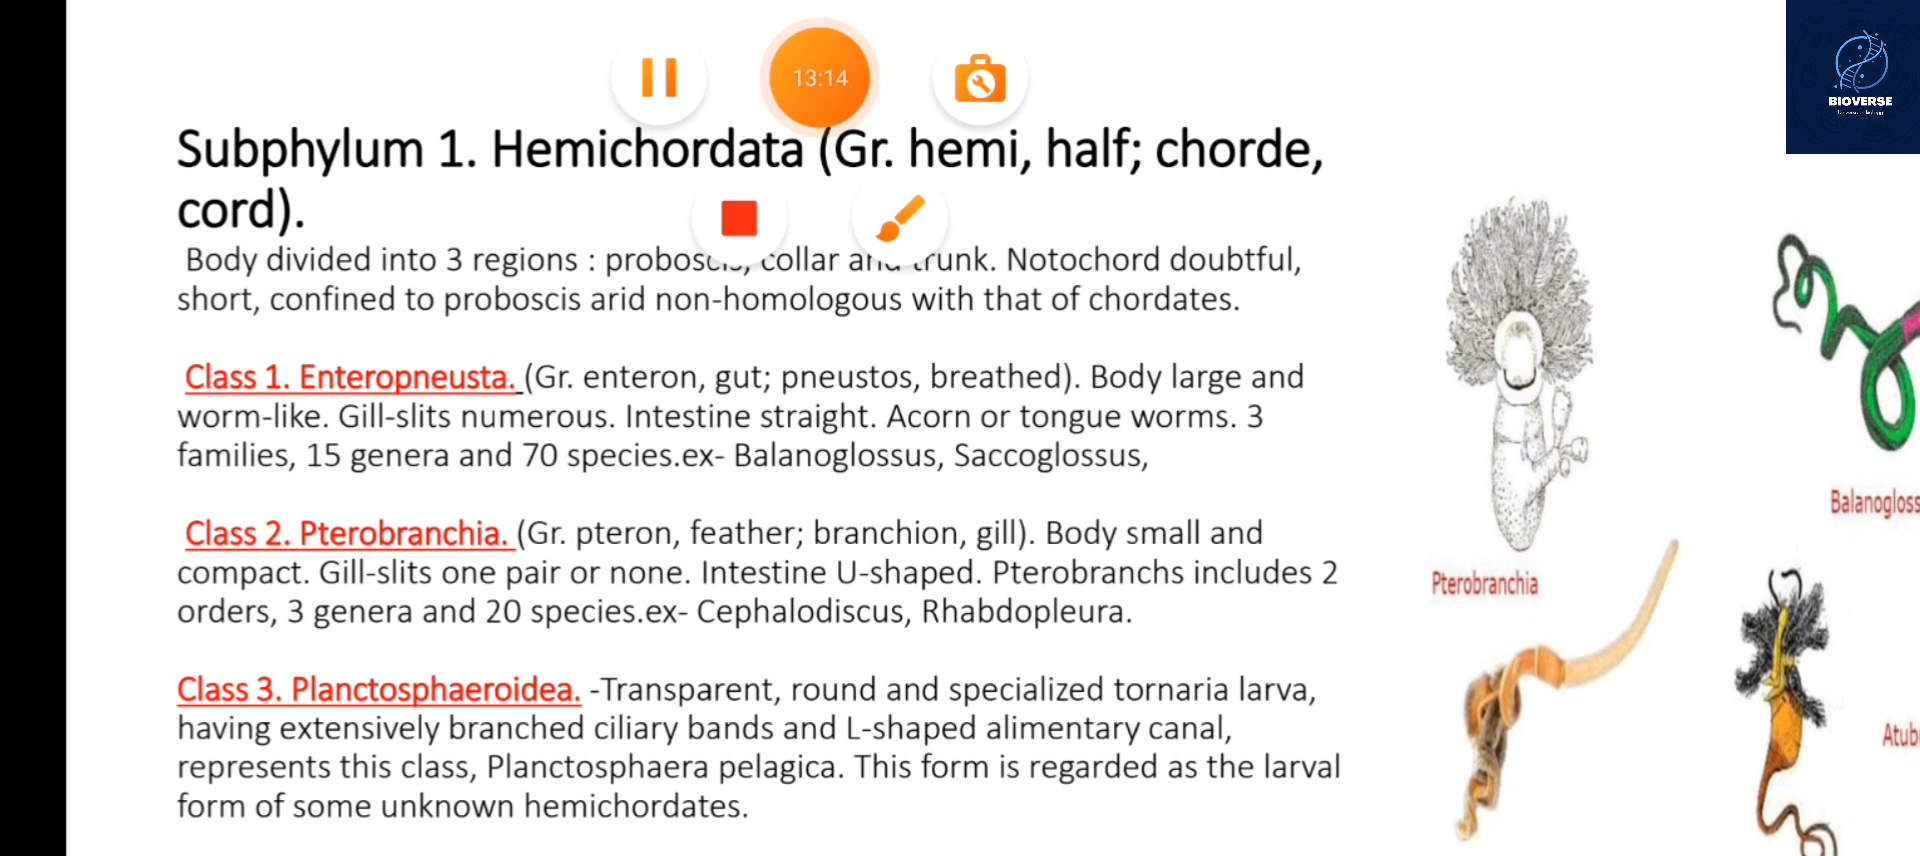 13:14
BIOVERSE
Subphylum 1. Hemichordata (Gr. hemi, half; chorde,
cord).
Body divided into 3 regions : proboscis, collar and trunk. Notochord doubtful,
short, confined to proboscis arid non-homologous with that of chordates.
Class 1. Enteropneusta. (Gr. enteron, gut; pneustos, breathed). Body large and
worm-like. Gill-slits numerous. Intestine straight. Acorn or tongue worms. 3
families, 15 genera and 70 species.ex- Balanoglossus, Saccoglossus,
Class 2. Pterobranchia. (Gr. pteron, feather; branchion, gill). Body small and
compact. Gill-slits one pair or none. Intestine U-shaped. Pterobranchs includes 2
orders, 3 genera and 20 species.ex- Cephalodiscus, Rhabdopleura.
Class 3. Planctosphaeroidea. -Transparent, round and specialized tornaria larva,
having extensively branched ciliary bands and L-shaped alimentary canal,
represents this class, Planctosphaera pelagica. This form is regarded as the larval
form of some unknown hemichordates.
Balanogloss
Pterobranchia
Atub